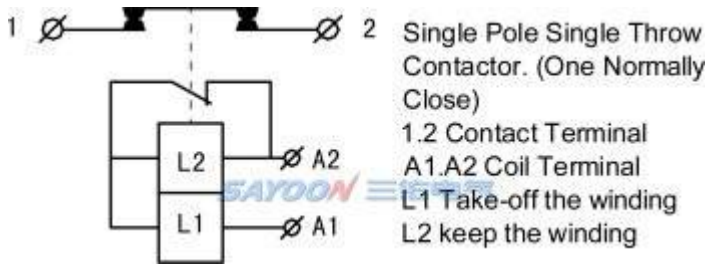 1
2
Single Pole Single Throw
Contactor. (One Normally
Close)
1.2 Contact Terminal
A1.A2 Coil Terminal
L1 Take-off the winding
L2 keep the winding
L2
A2
SAYOON
L1
A1